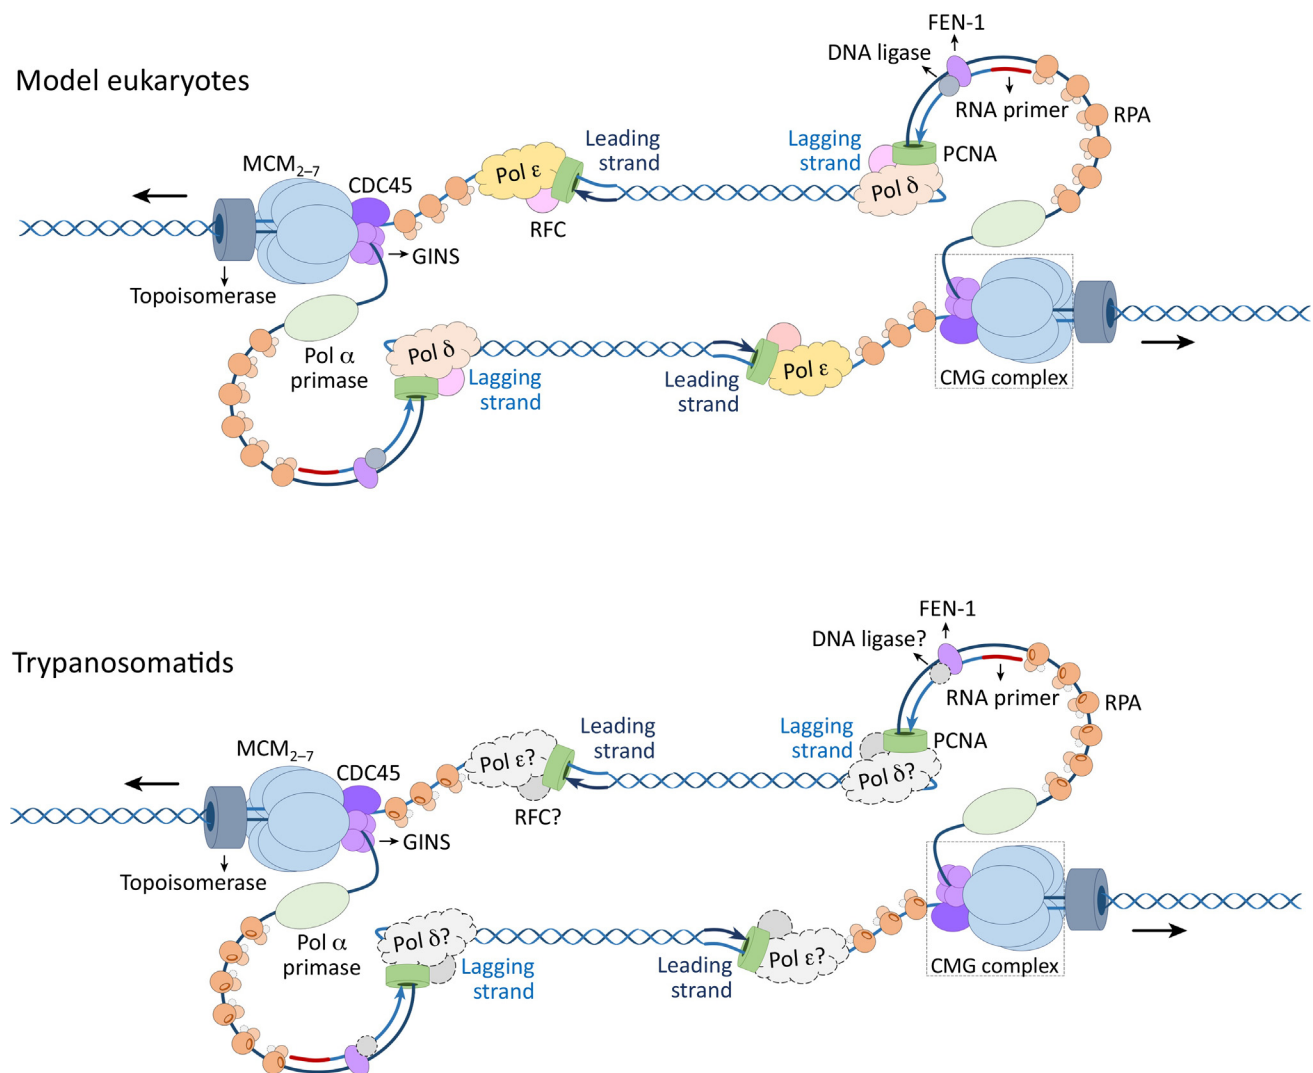 Model eukaryotes
FEN-1
DNA ligase
RNA primer
RPA
Leading
strand
Lagging
strand
PCNA
MCM₂₋₇
CDC45
Pol ε
RFC
Pol δ
GINS
Topoisomerase
Pol α
primase
Pol δ
Lagging
strand
Leading
strand
Pol ε
CMG complex
Trypanosomatids
FEN-1
DNA ligase?
RNA primer
RPA
Leading
strand
Lagging
strand
PCNA
MCM₂₋₇
CDC45
Pol ε?
RFC?
Pol δ?
GINS
Topoisomerase
Pol α
primase
Pol δ?
Lagging
strand
Leading
strand
Pol ε?
CMG complex